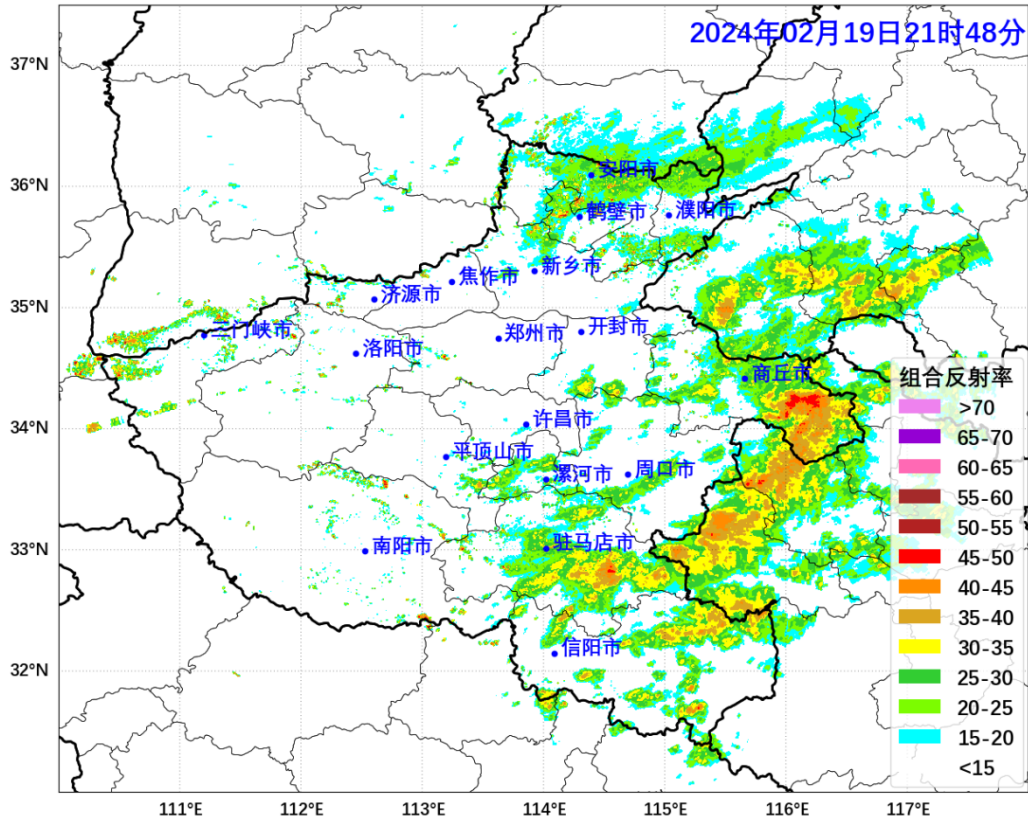 2024年02月19日21时48分
37°N
36°N
35°N
34°N
33°N
32°N
安阳市
鹤壁市
濮阳市
新乡市
焦作市
济源市
三门峡市
郑州市
开封市
洛阳市
商丘市
许昌市
平顶山市
漯河市
周口市
南阳市
驻马店市
信阳市
组合反射率
>70
65-70
60-65
55-60
50-55
45-50
40-45
35-40
30-35
25-30
20-25
15-20
<15
111°E
112°E
113°E
114°E
115°E
116°E
117°E